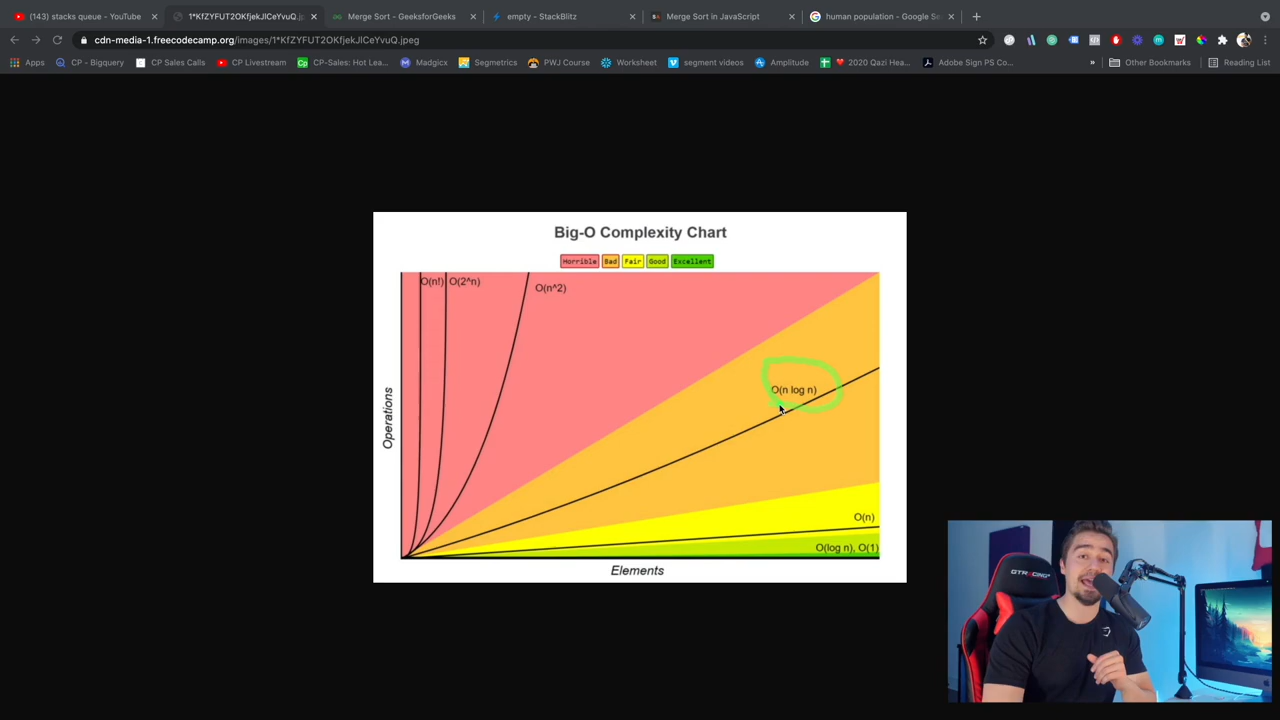 (143) stacks queue - YouTube
1*KfZYFUT2OKfjekJlCeYvuQ.jp
Merge Sort - GeeksforGeeks
empty - StackBlitz
Merge Sort in JavaScript
human population - Google Se
cdn-media-1.freecodecamp.org/images/1*KfZYFUT2OKfjekJlCeYvuQ.jpeg
Apps
CP - Bigquery
CP Sales Calls
CP Livestream
CP-Sales: Hot Lea...
Madgicx
Segmetrics
PWJ Course
Worksheet
segment videos
Amplitude
2020 Qazi Hea...
Adobe Sign PS Co...
»
Other Bookmarks
Reading List
Big-O Complexity Chart
Horrible Bad Fair Good Excellent
O(n!) O(2^n)
O(n^2)
O(n log n)
Operations
O(n)
O(log n), O(1)
Elements
GTRACING